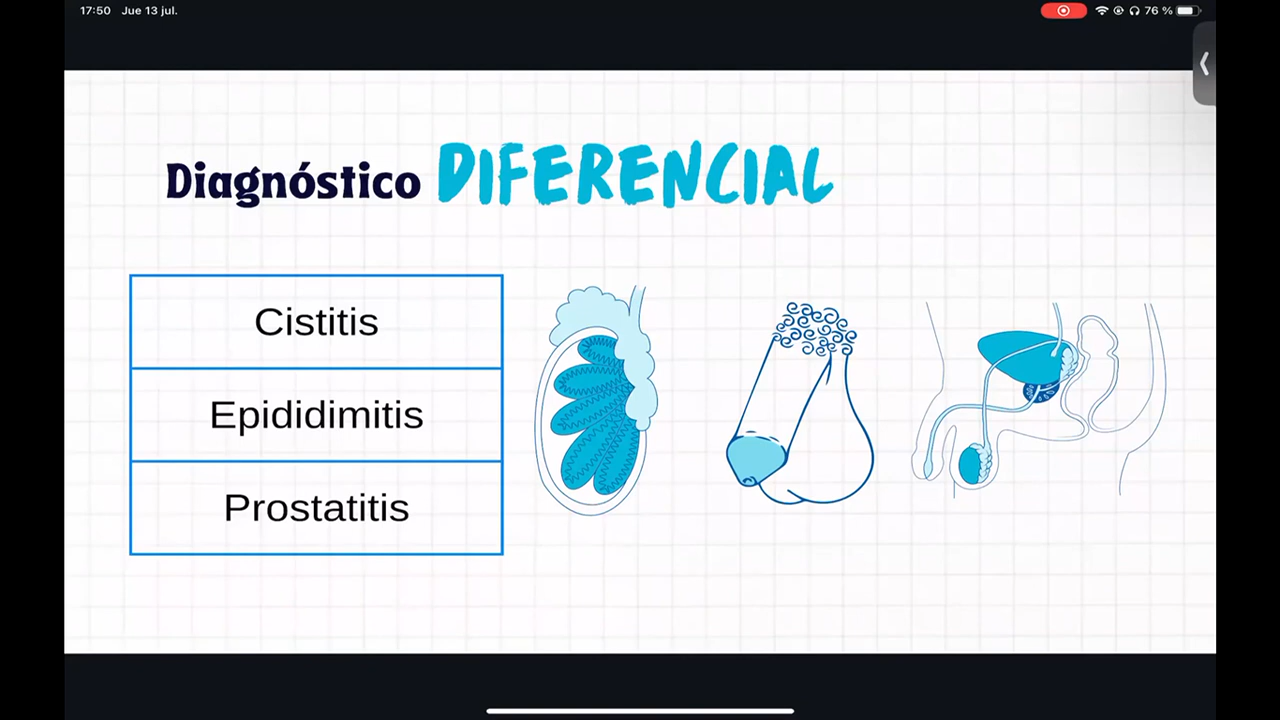 17:50 Jue 13 jul.
76 %
Diagnóstico DIFERENCIAL
Cistitis
Epididimitis
Prostatitis